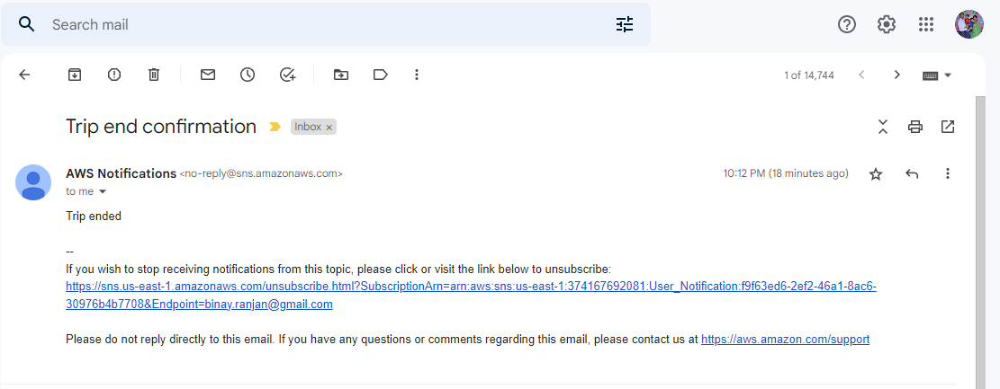 Search mail
1 of 14,744
Trip end confirmation Inbox x
AWS Notifications <no-reply@sns.amazonaws.com> 10:12 PM (18 minutes ago)
to me
Trip ended
--
If you wish to stop receiving notifications from this topic, please click or visit the link below to unsubscribe:
https://sns.us-east-1.amazonaws.com/unsubscribe.html?SubscriptionArn=arn:aws:sns:us-east-1:374167692081:User_Notification:f9f63ed6-2ef2-46a1-8ac6-
30976b4b7708&Endpoint=binay.ranjan@gmail.com
Please do not reply directly to this email. If you have any questions or comments regarding this email, please contact us at https://aws.amazon.com/support